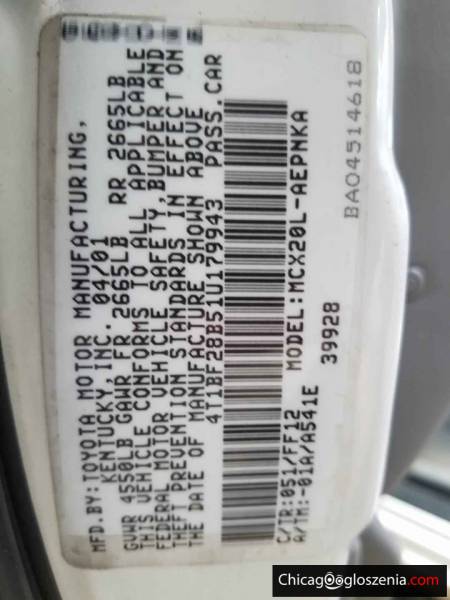 MFD.BY:TOYOTA MOTOR MANUFACTURING,
KENTUCKY,INC. 04/01
GVWR 4550LB GAWR FR 2665LB RR 2665LB
THIS VEHICLE CONFORMS TO ALL APPLICABLE
FEDERAL MOTOR VEHICLE SAFETY,BUMPER AND
THEFT PREVENTION STANDARDS IN EFFECT ON
THE DATE OF MANUFACTURE SHOWN ABOVE
4T1BF28B51U179943 PASS.CAR
C/TR:051/FF12 MODEL:MCX20L-AEPNKA
A/TM:-01A/A541E 39928
BA04514618
Chicago@ogloszenia.com